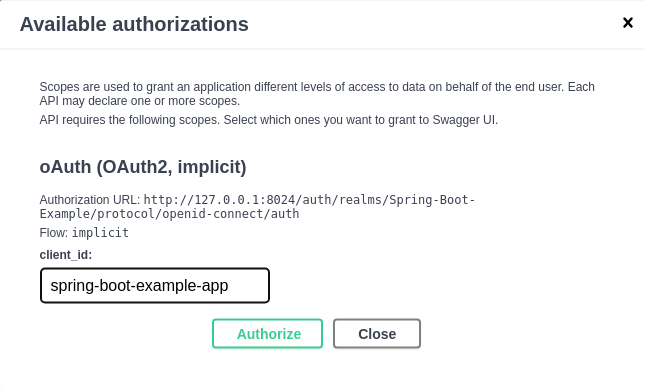 Available authorizations
Scopes are used to grant an application different levels of access to data on behalf of the end user. Each
API may declare one or more scopes.
API requires the following scopes. Select which ones you want to grant to Swagger UI.
oAuth (OAuth2, implicit)
Authorization URL: http://127.0.0.1:8024/auth/realms/Spring-Boot-
Example/protocol/openid-connect/auth
Flow: implicit
client_id:
spring-boot-example-app
Authorize Close